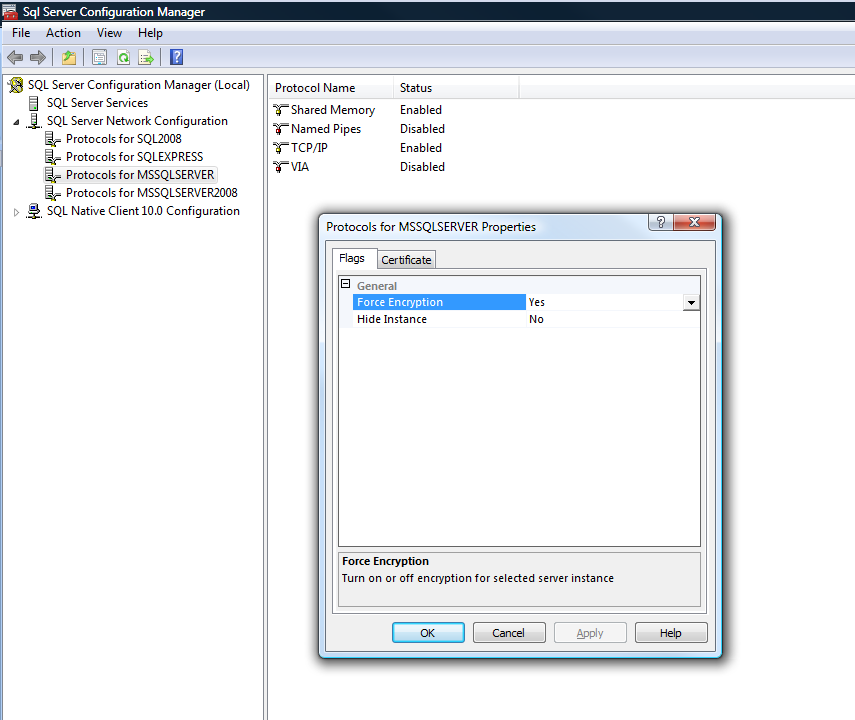 Sql Server Configuration Manager
File Action View Help
SQL Server Configuration Manager (Local)
SQL Server Services
SQL Server Network Configuration
Protocols for SQL2008
Protocols for SQLEXPRESS
Protocols for MSSQLSERVER
Protocols for MSSQLSERVER2008
SQL Native Client 10.0 Configuration
Protocol Name Status
Shared Memory Enabled
Named Pipes Disabled
TCP/IP Enabled
VIA Disabled
Protocols for MSSQLSERVER Properties
Flags Certificate
General
Force Encryption Yes
Hide Instance No
Force Encryption
Turn on or off encryption for selected server instance
OK Cancel Apply Help